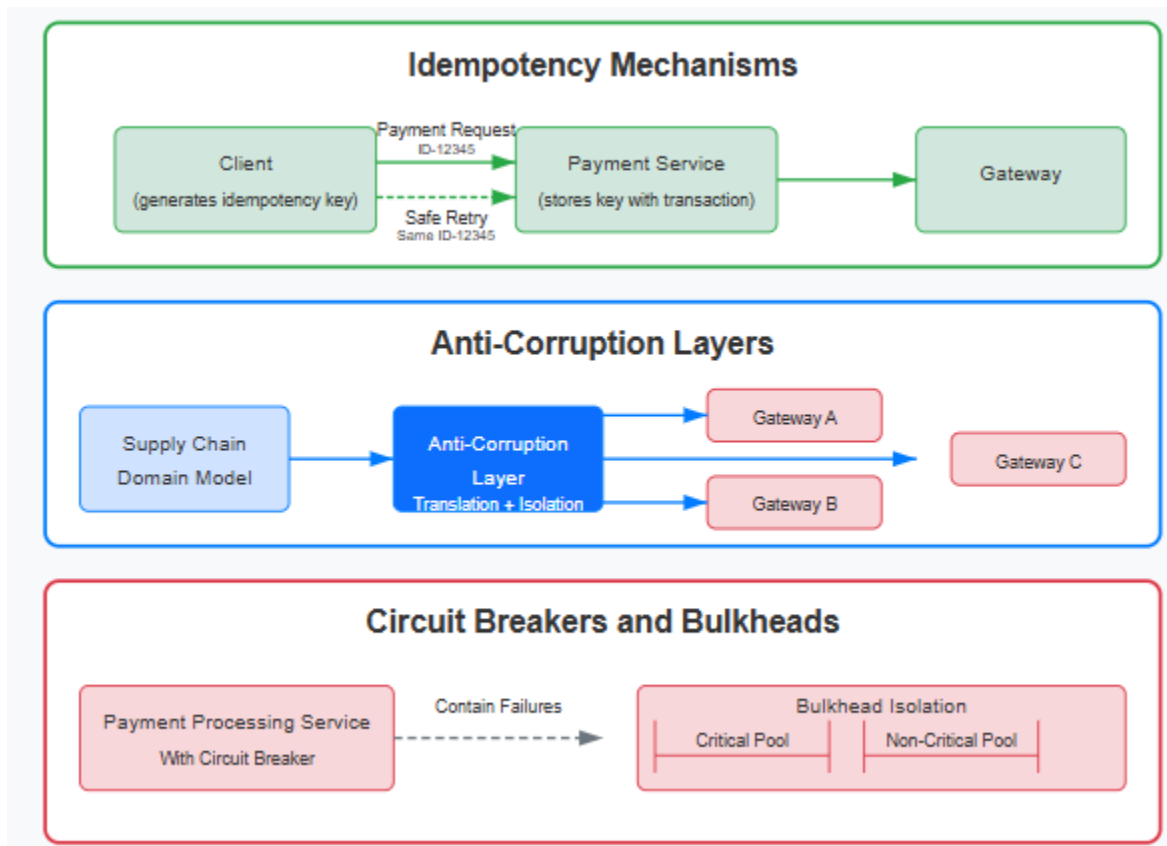 Idempotency Mechanisms
Client
(generates idempotency key)
Payment Request
ID-12345
Safe Retry
Same ID-12345
Payment Service
(stores key with transaction)
Gateway
Anti-Corruption Layers
Supply Chain
Domain Model
Anti-Corruption
Layer
Translation + Isolation
Gateway A
Gateway B
Gateway C
Circuit Breakers and Bulkheads
Payment Processing Service
With Circuit Breaker
Contain Failures
Bulkhead Isolation
Critical Pool
Non-Critical Pool